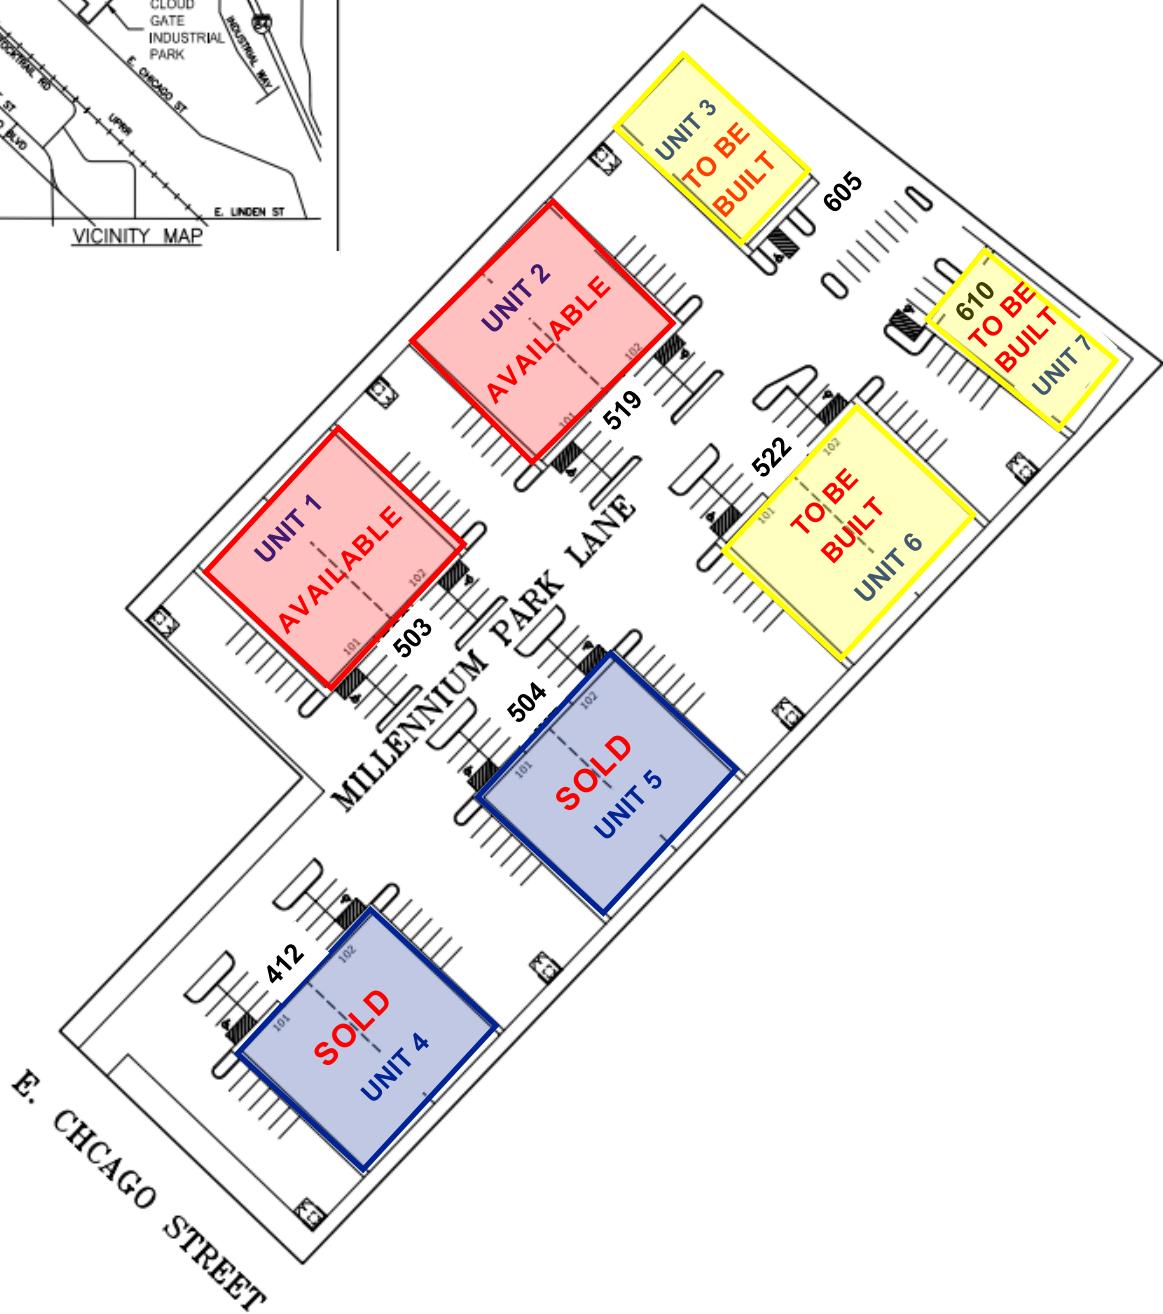 CLOUD
GATE
INDUSTRIAL
PARK
INDUSTRIAL WAY
E. CHICAGO ST
UPRR
E. LINDEN ST
VICINITY MAP
UNIT 3
TO BE
BUILT
605
UNIT 2
AVAILABLE
102
101
519
610
TO BE
BUILT
UNIT 7
522
102
101
TO BE
BUILT
UNIT 6
UNIT 1
AVAILABLE
102
101
503
MILLENNIUM PARK LANE
504
102
101
SOLD
UNIT 5
412
102
101
SOLD
UNIT 4
E. CHCAGO STREET